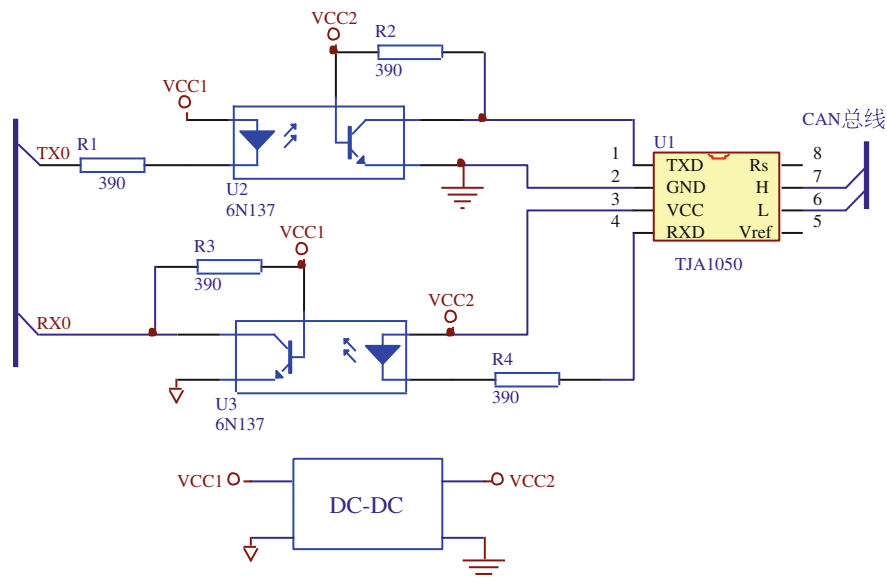 VCC2
R2
390
VCC1
CAN总线
TX0
R1
390
U2
6N137
U1
1 TXD Rs 8
2 GND H 7
3 VCC L 6
4 RXD Vref 5
TJA1050
VCC1
R3
390
VCC2
RX0
R4
390
U3
6N137
VCC1
DC-DC
VCC2